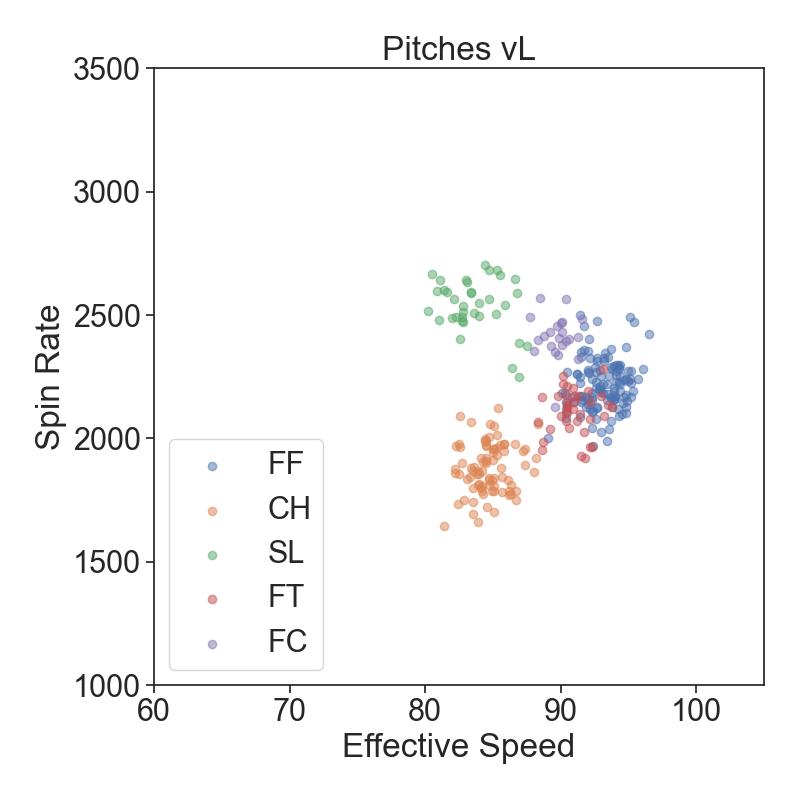 Pitches vL
3500
3000
2500
2000
1500
1000
Spin Rate
FF
CH
SL
FT
FC
60 70 80 90 100
Effective Speed